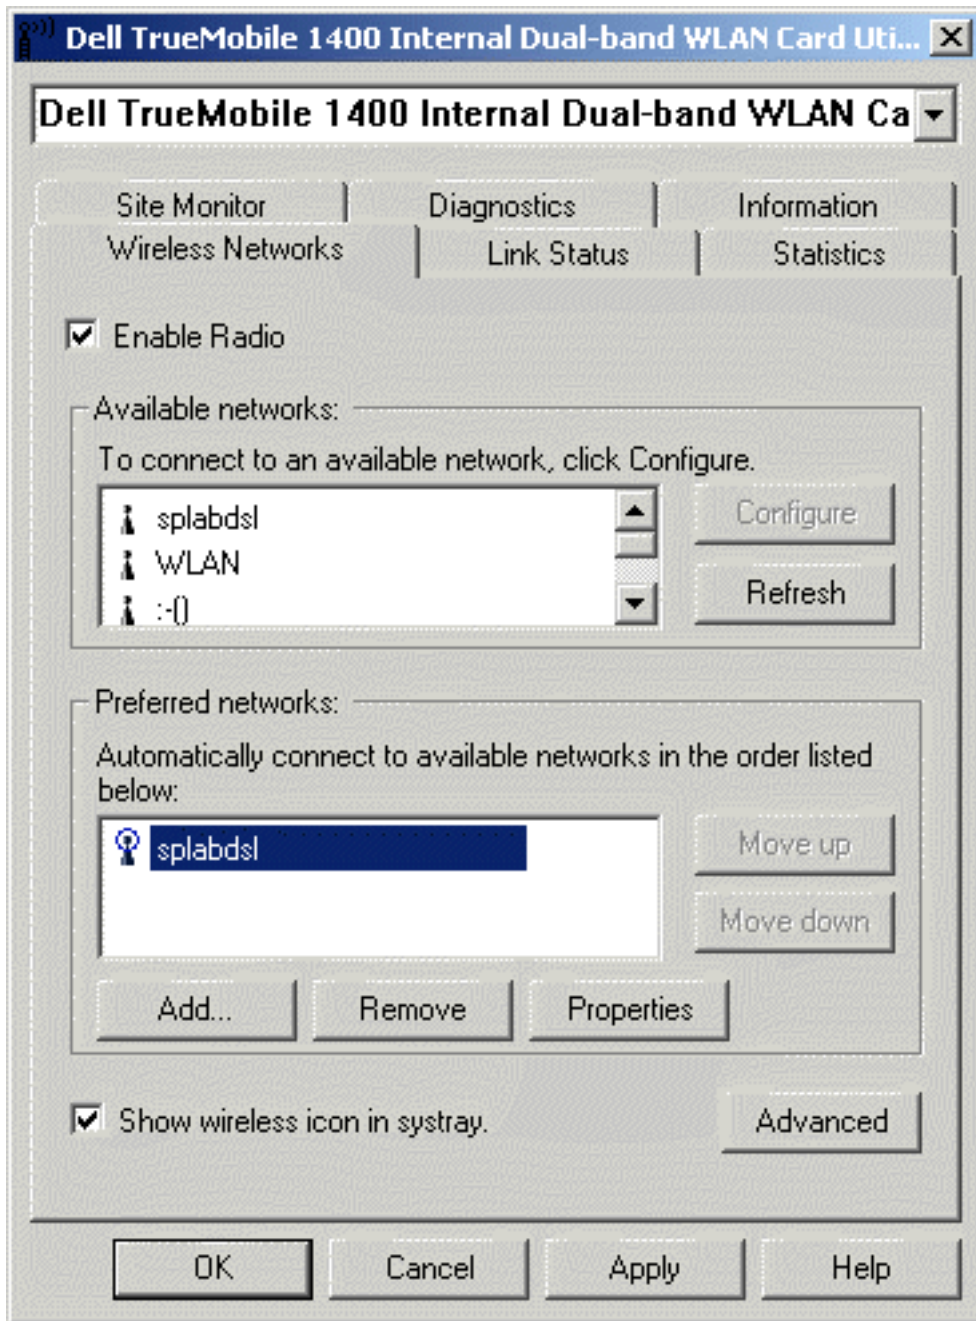 Dell TrueMobile 1400 Internal Dual-band WLAN Card Uti...
Dell TrueMobile 1400 Internal Dual-band WLAN Ca
Site Monitor Diagnostics Information
Wireless Networks Link Status Statistics
Enable Radio
Available networks:
To connect to an available network, click Configure.
splabdsl
WLAN
:-()
Configure
Refresh
Preferred networks:
Automatically connect to available networks in the order listed
below:
splabdsl
Move up
Move down
Add... Remove Properties
Show wireless icon in systray.
Advanced
OK Cancel Apply Help